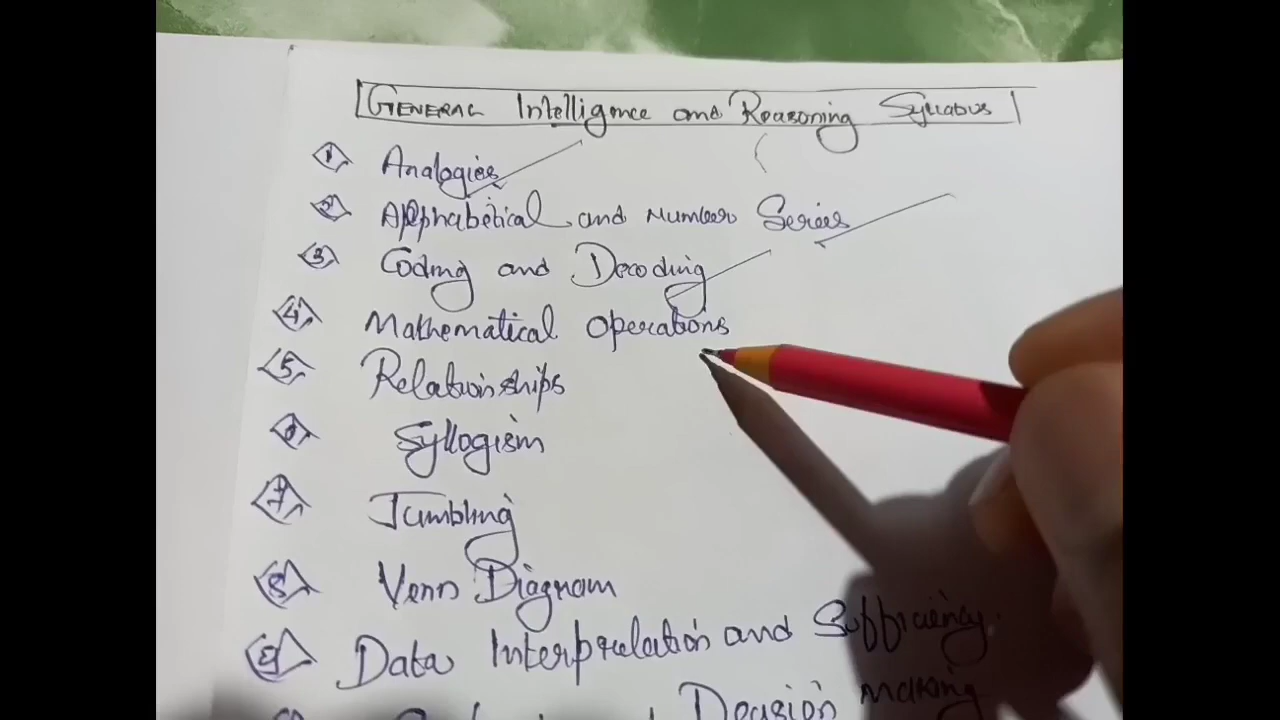 GENERAL Intelligence and Reasoning Syllabus
1 Analogies
2 Alphabetical and Number Series
3 Coding and Decoding
4 Mathematical Operations
5 Relationships
6 Syllogism
7 Jumbling
8 Venn Diagram
9 Data Interpretation and Sufficiency
Decision making